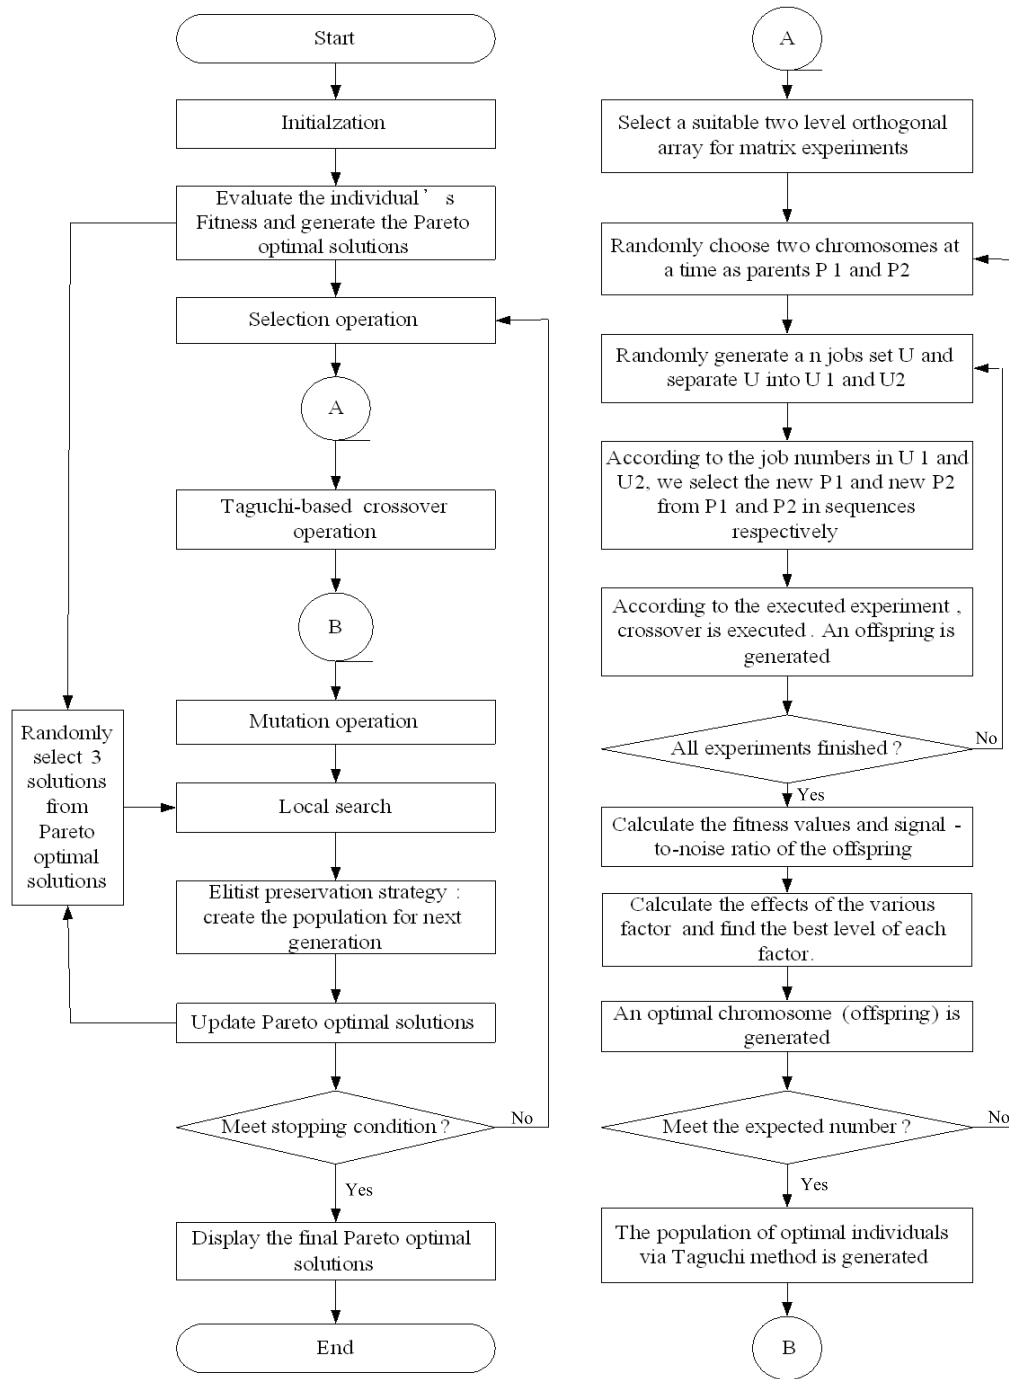 Start
Initialzation
Evaluate the individual's
Fitness and generate the Pareto
optimal solutions
Selection operation
A
Taguchi-based crossover
operation
B
Mutation operation
Randomly
select 3
solutions
from
Pareto
optimal
solutions
Local search
Elitist preservation strategy :
create the population for next
generation
Update Pareto optimal solutions
Meet stopping condition ?
No
Yes
Display the final Pareto optimal
solutions
End
A
Select a suitable two level orthogonal
array for matrix experiments
Randomly choose two chromosomes at
a time as parents P 1 and P2
Randomly generate a n jobs set U and
separate U into U 1 and U2
According to the job numbers in U 1 and
U2, we select the new P1 and new P2
from P1 and P2 in sequences
respectively
According to the executed experiment ,
crossover is executed . An offspring is
generated
All experiments finished ?
No
Yes
Calculate the fitness values and signal -
to-noise ratio of the offspring
Calculate the effects of the various
factor and find the best level of each
factor.
An optimal chromosome (offspring) is
generated
Meet the expected number ?
No
Yes
The population of optimal individuals
via Taguchi method is generated
B